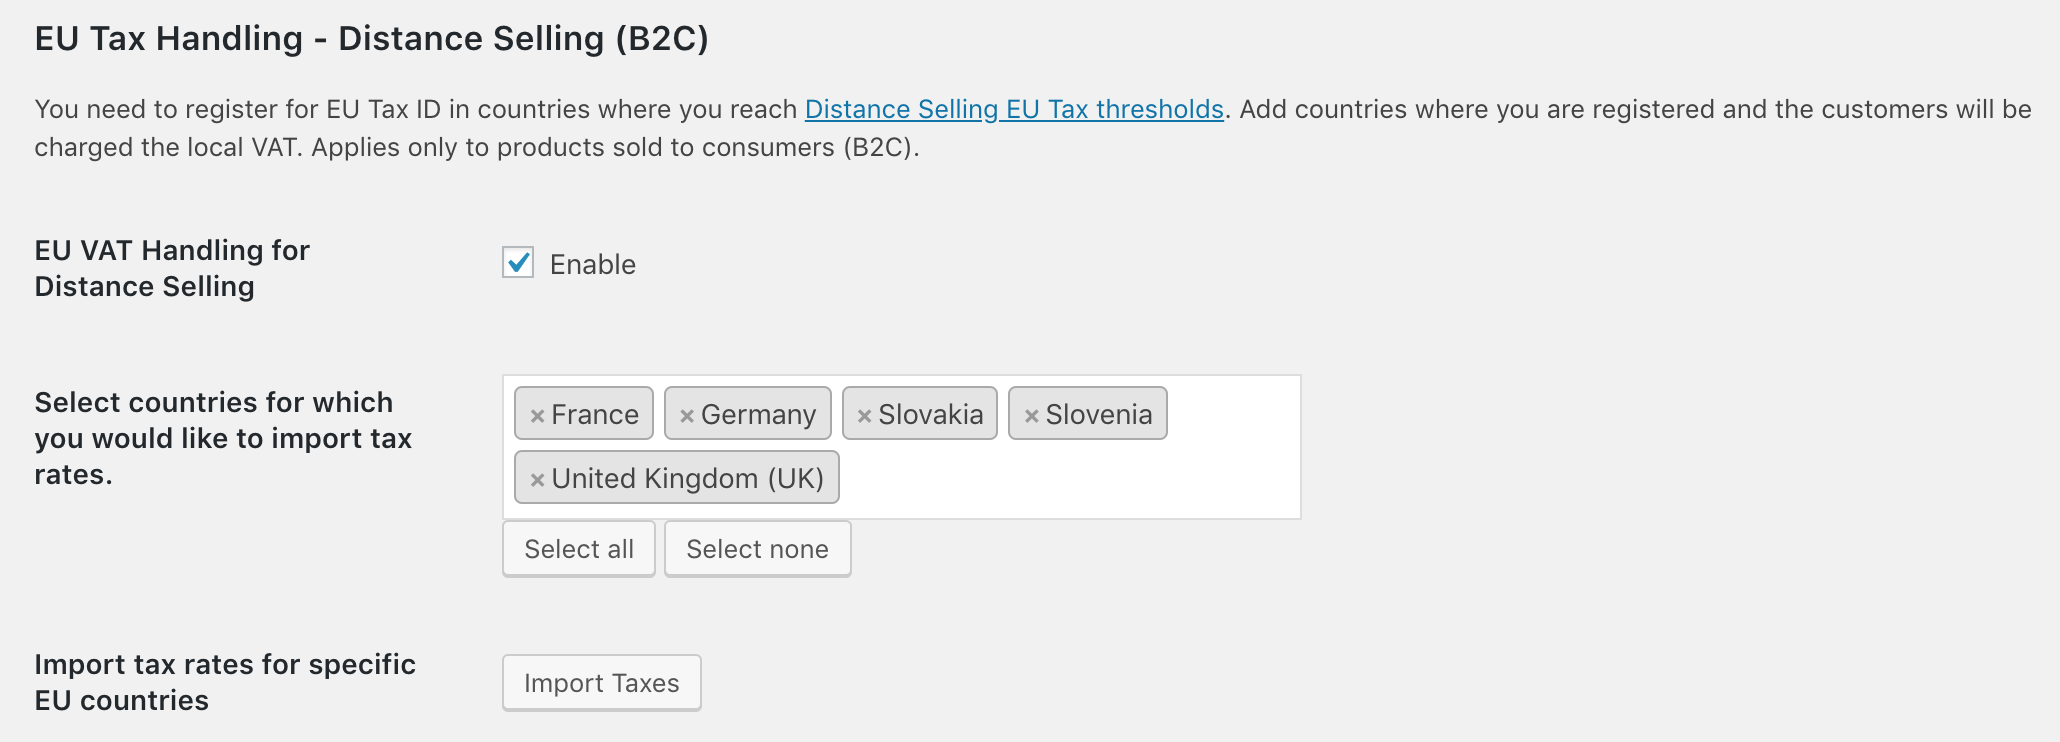 EU Tax Handling - Distance Selling (B2C)
You need to register for EU Tax ID in countries where you reach Distance Selling EU Tax thresholds. Add countries where you are registered and the customers will be
charged the local VAT. Applies only to products sold to consumers (B2C).
EU VAT Handling for
Distance Selling
Enable
Select countries for which
you would like to import tax
rates.
× France × Germany × Slovakia × Slovenia
× United Kingdom (UK)
Select all Select none
Import tax rates for specific
EU countries
Import Taxes